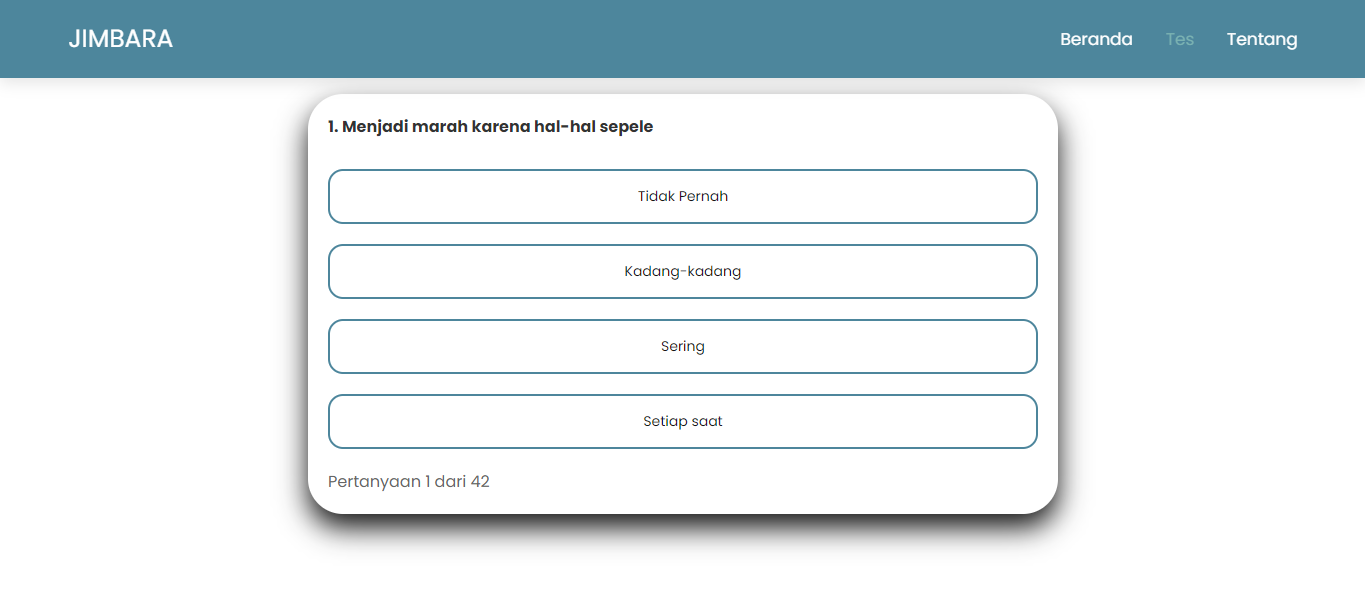 JIMBARA
Beranda Tes Tentang
1. Menjadi marah karena hal-hal sepele
Tidak Pernah
Kadang-kadang
Sering
Setiap saat
Pertanyaan 1 dari 42